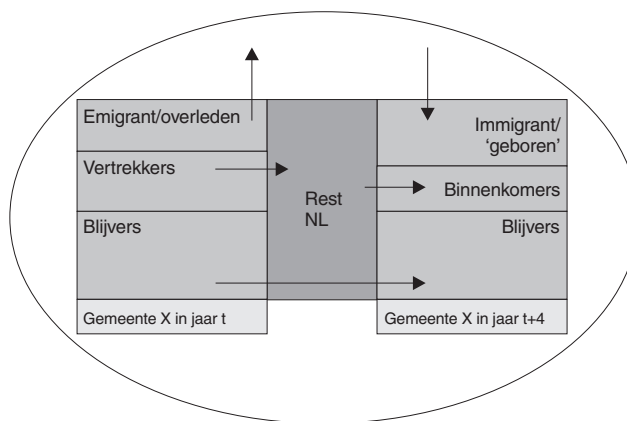 Emigrant/overleden
Vertrekkers
Blijvers
Gemeente X in jaar t
Rest
NL
Immigrant/
‘geboren’
Binnenkomers
Blijvers
Gemeente X in jaar t+4